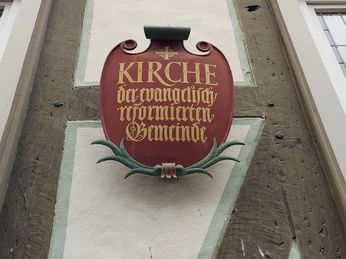 KIRCHE
der evangelisch
reformierten
Gemeinde